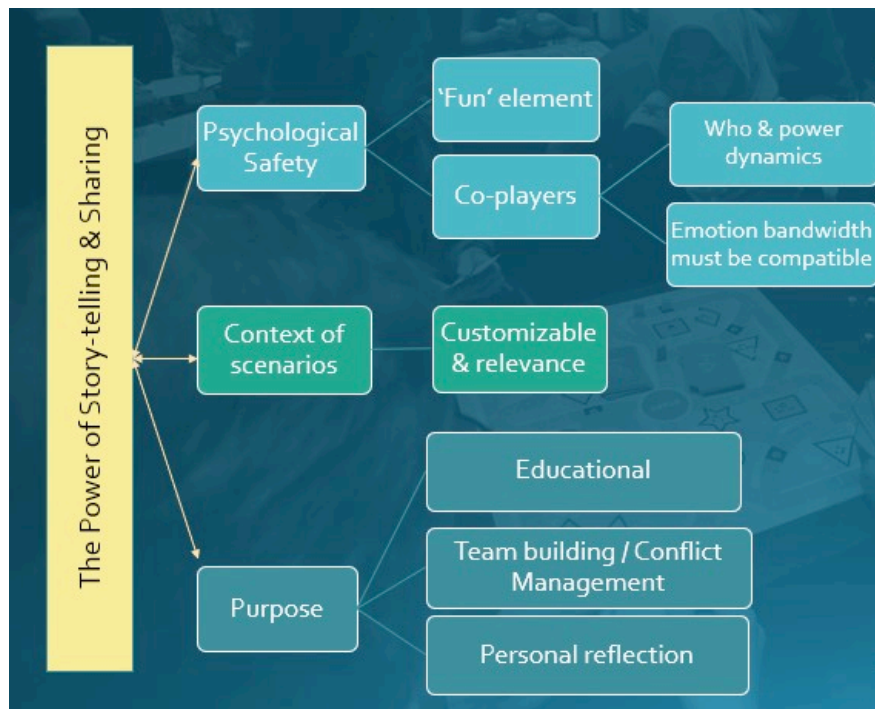 The Power of Story-telling & Sharing
Psychological
Safety
‘Fun’ element
Co-players
Who & power
dynamics
Emotion bandwidth
must be compatible
Context of
scenarios
Customizable
& relevance
Purpose
Educational
Team building / Conflict
Management
Personal reflection